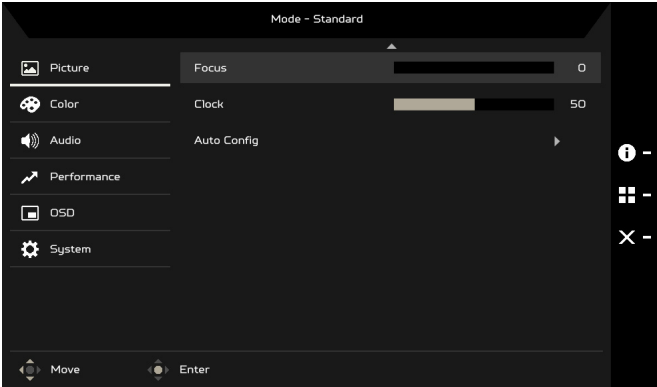 Mode - Standard
Picture
Focus 0
Color
Clock 50
Audio
Auto Config
Performance
OSD
System
Move Enter